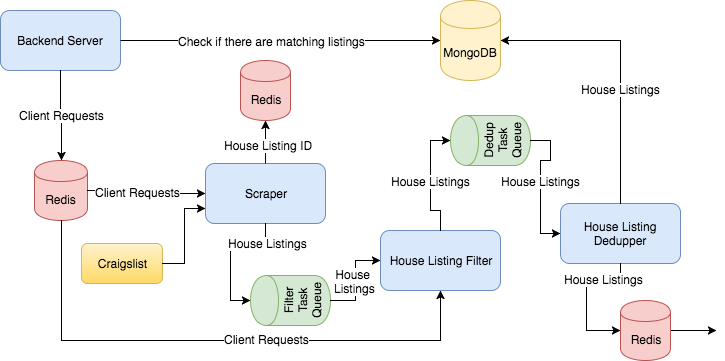 Backend Server
Check if there are matching listings
MongoDB
Client Requests
Redis
House Listings
House Listing ID
Dedup
Task
Queue
Redis
Client Requests
Scraper
House Listings
House Listings
House Listings
Craigslist
House Listing Filter
House Listing
Dedupper
Filter
Task
Queue
House
Listings
House Listings
Client Requests
Redis